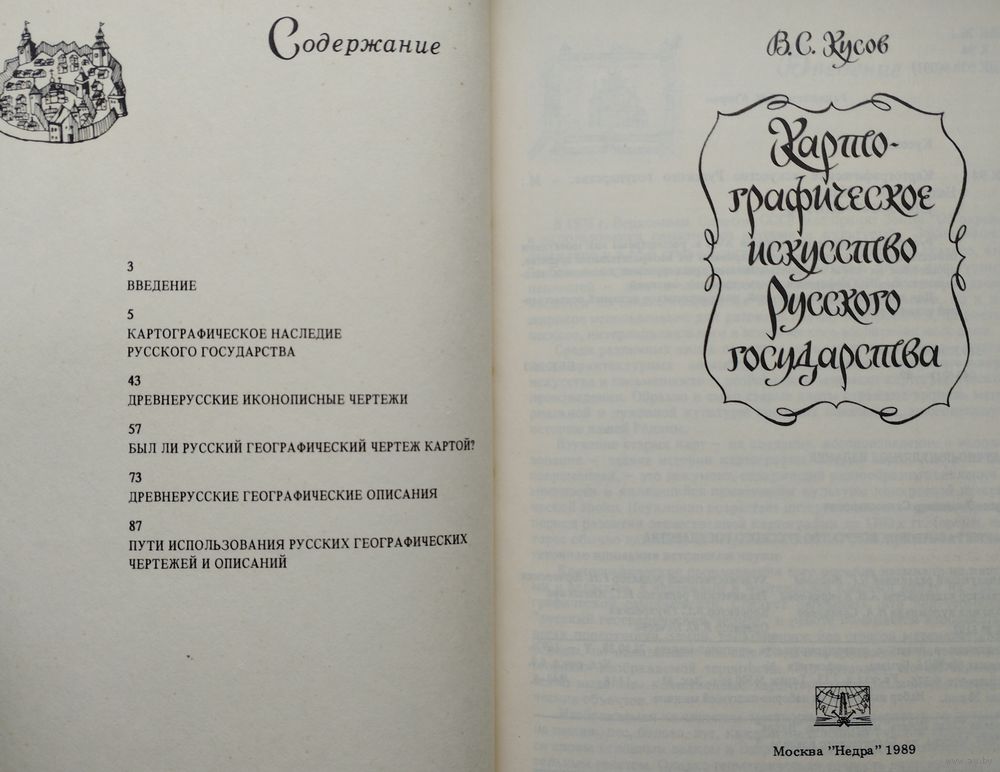 Содержание
3
ВВЕДЕНИЕ
5
КАРТОГРАФИЧЕСКОЕ НАСЛЕДИЕ
РУССКОГО ГОСУДАРСТВА
43
ДРЕВНЕРУССКИЕ ИКОНОПИСНЫЕ ЧЕРТЕЖИ
57
БЫЛ ЛИ РУССКИЙ ГЕОГРАФИЧЕСКИЙ ЧЕРТЕЖ КАРТОЙ?
73
ДРЕВНЕРУССКИЕ ГЕОГРАФИЧЕСКИЕ ОПИСАНИЯ
87
ПУТИ ИСПОЛЬЗОВАНИЯ РУССКИХ ГЕОГРАФИЧЕСКИХ
ЧЕРТЕЖЕЙ И ОПИСАНИЙ
В.С. Кусов
Карто-
графическое
искусство
Русского
государства
Москва "Недра" 1989